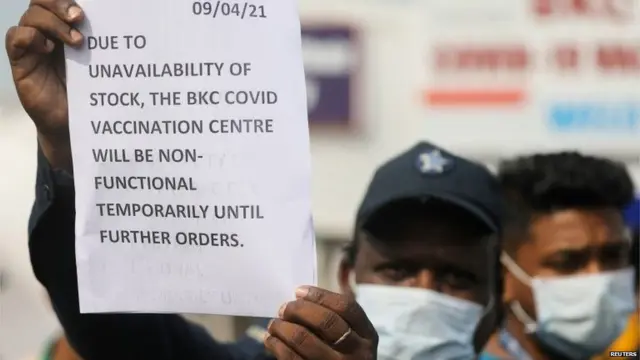 09/04/21
DUE TO
UNAVAILABILITY OF
STOCK, THE BKC COVID
VACCINATION CENTRE
WILL BE NON-
FUNCTIONAL
TEMPORARILY UNTIL
FURTHER ORDERS.
BKC
REUTERS